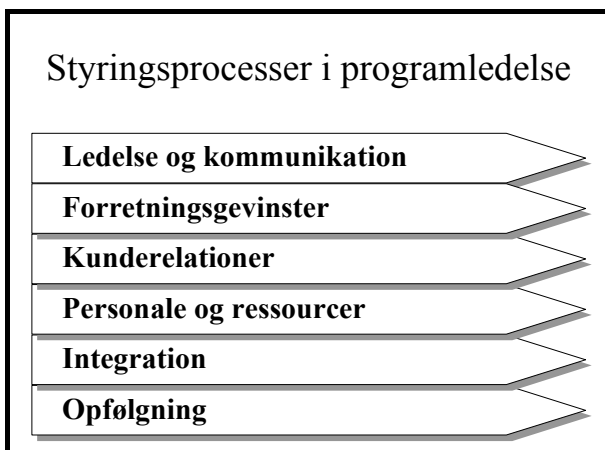 Styringsprocesser i programledelse
Ledelse og kommunikation
Forretningsgevinster
Kunderelationer
Personale og ressourcer
Integration
Opfølgning